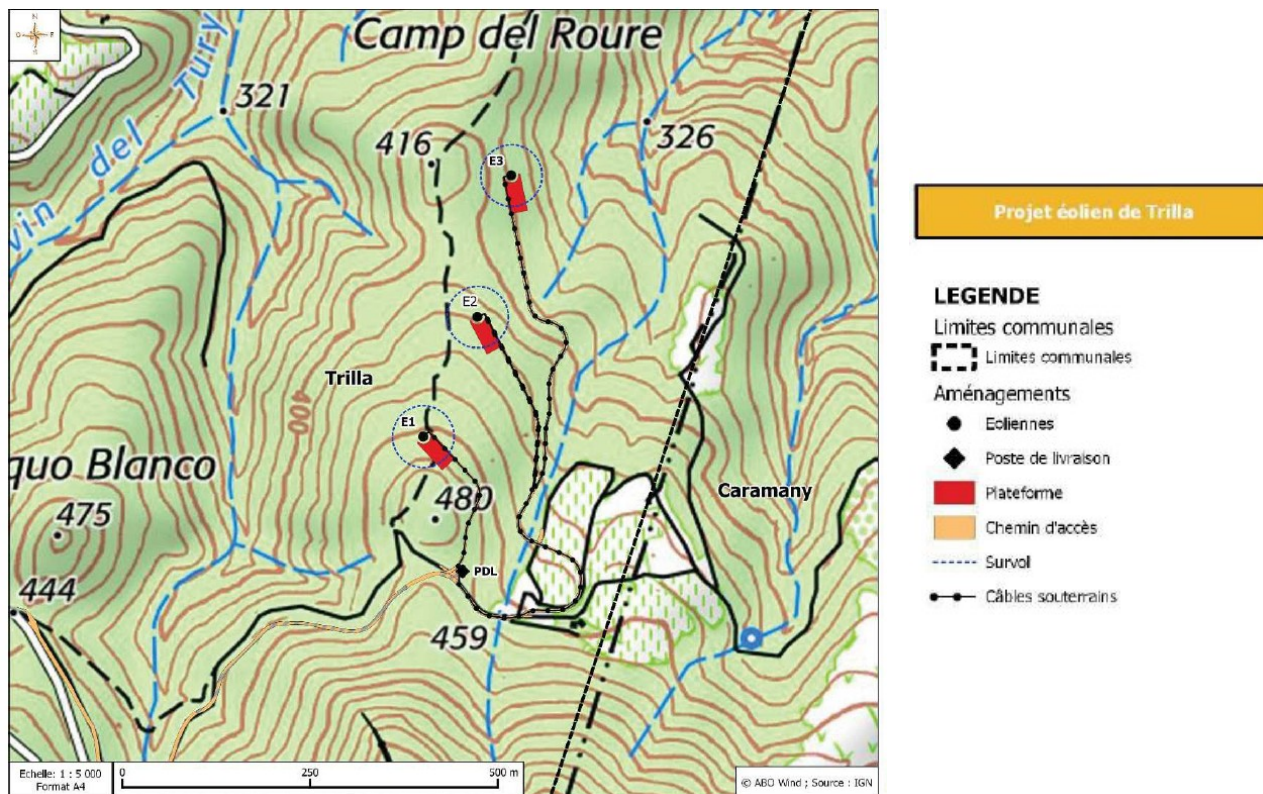 N
O E
S
Camp del Roure
Tury
del
vin
321
416
326
E3
E2
Trilla
400
E1
quo Blanco
480
475
Caramany
PDL
444
459
Echelle: 1 : 5 000
Format A4
0 250 500 m
© ABO Wind ; Source : IGN
Projet éolien de Trilla
LEGENDE
Limites communales
Limites communales
Aménagements
Eoliennes
Poste de livraison
Plateforme
Chemin d'accès
Survol
Câbles souterrains